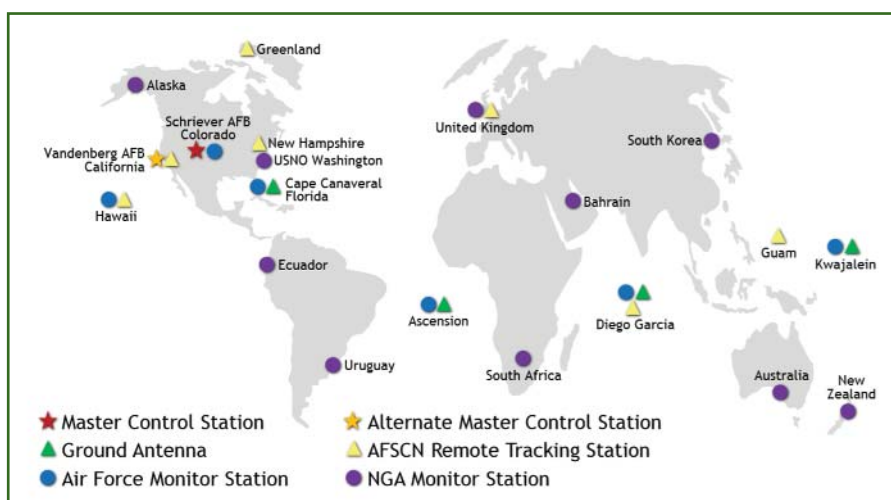 Greenland
Alaska
Schriever AFB
Colorado
New Hampshire
USNO Washington
Vandenberg AFB
California
Cape Canaveral
Florida
Hawaii
United Kingdom
South Korea
Bahrain
Guam
Kwajalein
Ecuador
Ascension
Diego Garcia
Uruguay
South Africa
Australia
New
Zealand
Master Control Station
Alternate Master Control Station
Ground Antenna
AFSCN Remote Tracking Station
Air Force Monitor Station
NGA Monitor Station